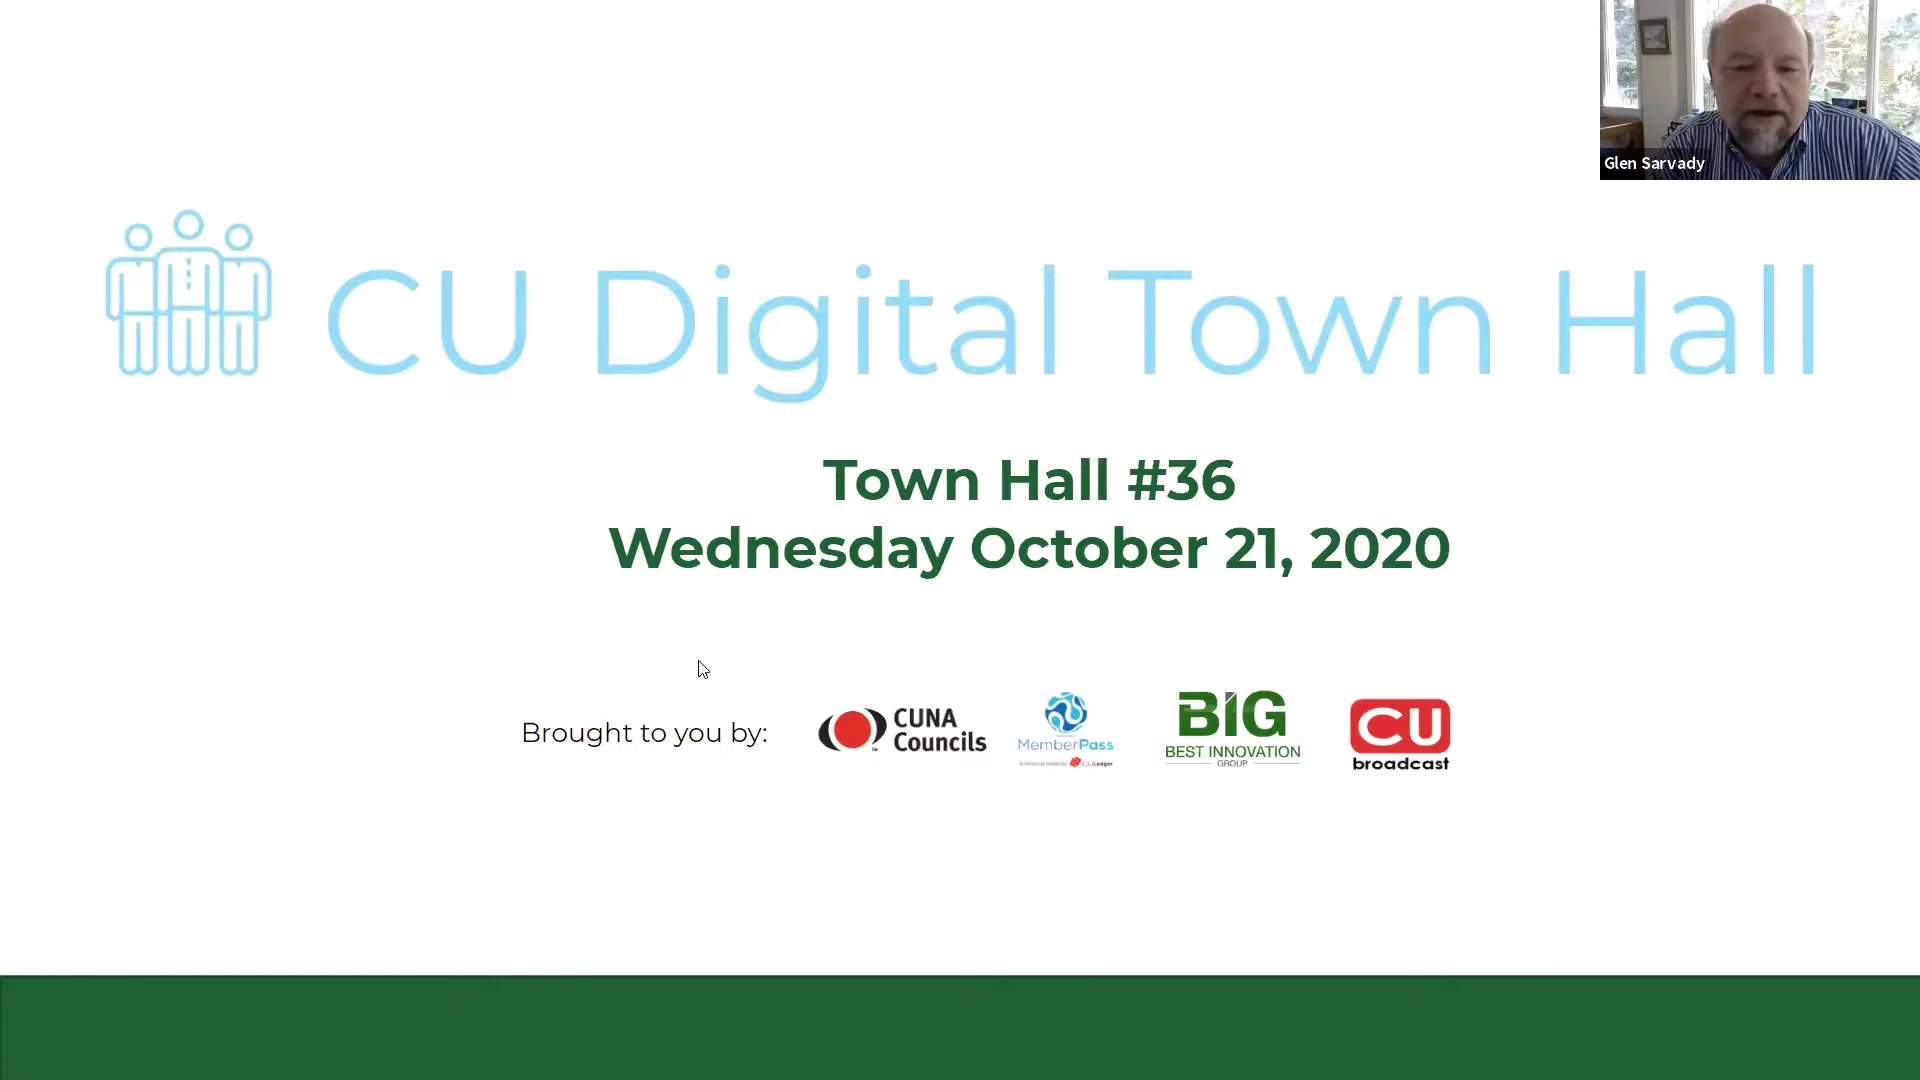 Glen Sarvady
CU Digital Town Hall
Town Hall #36
Wednesday October 21, 2020
Brought to you by:
CUNA
Councils
MemberPass
CULedger
BIG
BEST INNOVATION
GROUP
CU
broadcast